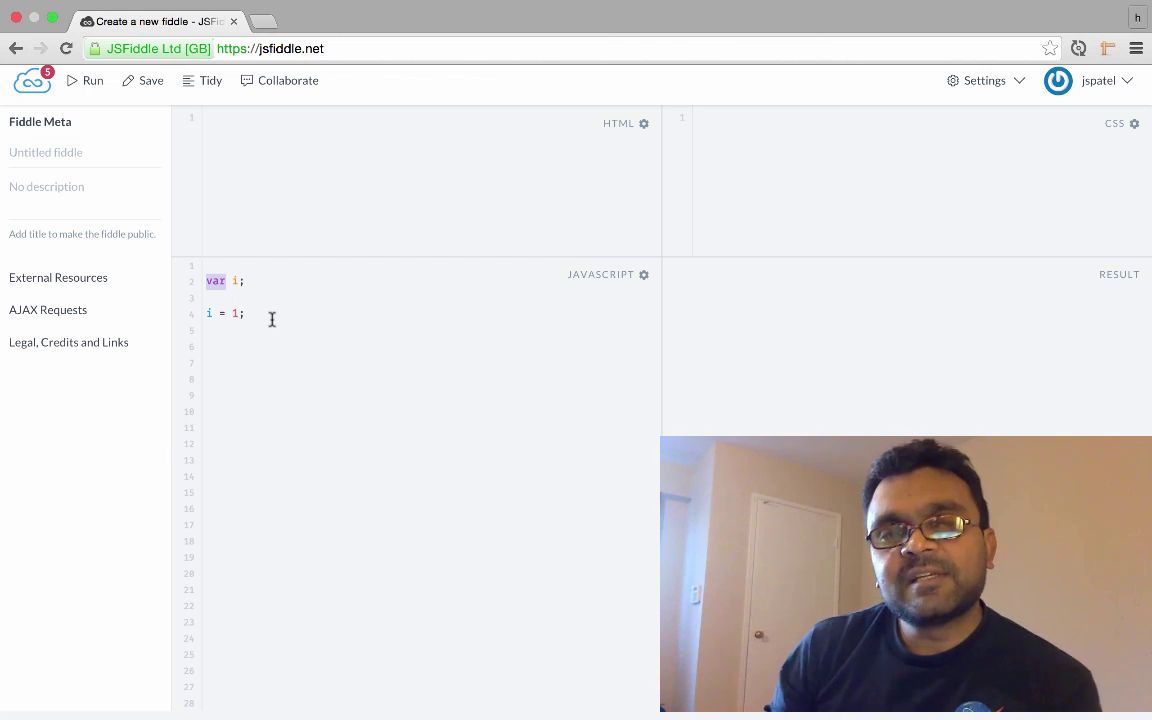 Create a new fiddle - JSFid
h
JSFiddle Ltd [GB] https://jsfiddle.net
5
Run
Save
Tidy
Collaborate
Settings
jspatel
Fiddle Meta
Untitled fiddle
No description
Add title to make the fiddle public.
External Resources
AJAX Requests
Legal, Credits and Links
1
HTML
1
CSS
1
2 var i;
3
4 i = 1;
5
6
7
8
9
10
11
12
13
14
15
16
17
18
19
20
21
22
23
24
25
26
27
28
JAVASCRIPT
RESULT